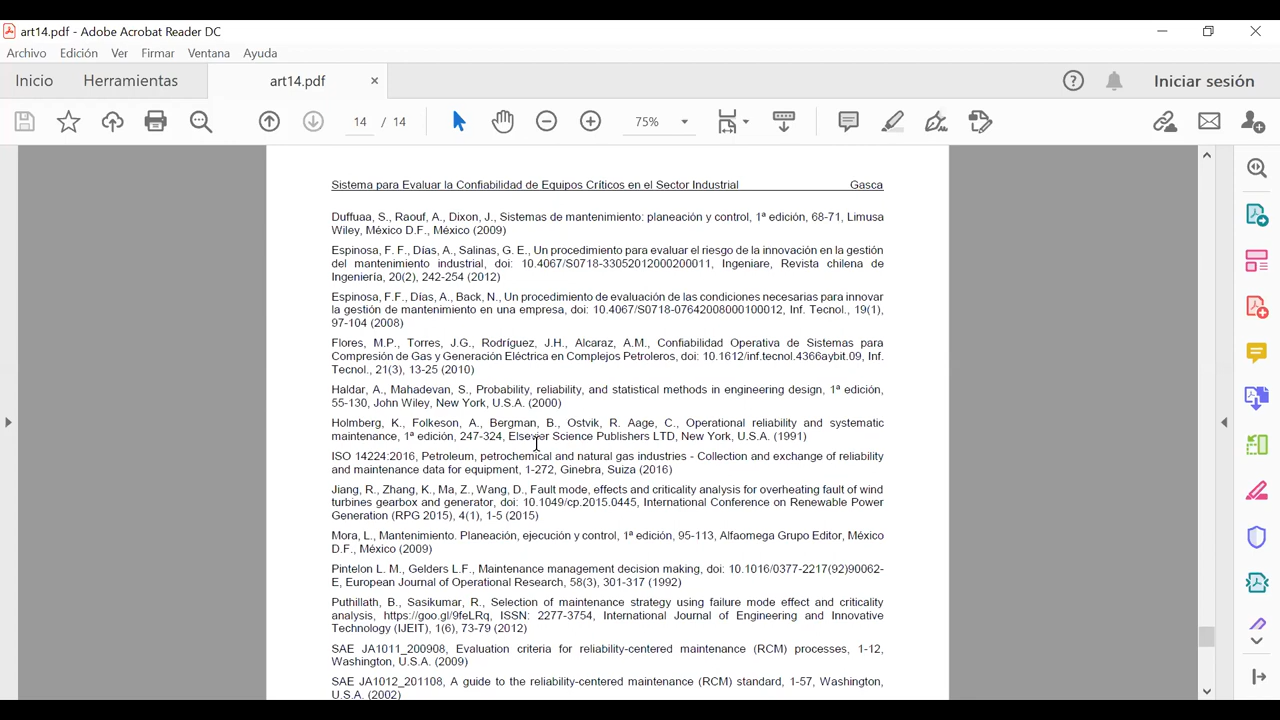 art14.pdf - Adobe Acrobat Reader DC
Archivo Edición Ver Firmar Ventana Ayuda
Inicio Herramientas art14.pdf × Iniciar sesión
14 / 14 75%
Sistema para Evaluar la Confiabilidad de Equipos Críticos en el Sector Industrial Gasca
Duffuaa, S., Raouf, A., Dixon, J., Sistemas de mantenimiento: planeación y control, 1ª edición, 68-71, Limusa
Wiley, México D.F., México (2009)
Espinosa, F. F., Días, A., Salinas, G. E., Un procedimiento para evaluar el riesgo de la innovación en la gestión
del mantenimiento industrial, doi: 10.4067/S0718-33052012000200011, Ingeniare, Revista chilena de
Ingeniería, 20(2), 242-254 (2012)
Espinosa, F.F., Dias, A., Back, N., Un procedimiento de evaluación de las condiciones necesarias para innovar
la gestión de mantenimiento en una empresa, doi: 10.4067/S0718-07642008000100012, Inf. Tecnol., 19(1),
97-104 (2008)
Flores, M.P., Torres, J.G., Rodríguez, J.H., Alcaraz, A.M., Confiabilidad Operativa de Sistemas para
Compresión de Gas y Generación Eléctrica en Complejos Petroleros, doi: 10.1612/inf.tecnol.4366aybit.09, Inf.
Tecnol., 21(3), 13-25 (2010)
Haldar, A., Mahadevan, S., Probability, reliability, and statistical methods in engineering design, 1ª edición,
55-130, John Wiley, New York, U.S.A. (2000)
Holmberg, K., Folkeson, A., Bergman, B., Ostvik, R. Aage, C., Operational reliability and systematic
maintenance, 1ª edición, 247-324, Elsevier Science Publishers LTD, New York, U.S.A. (1991)
ISO 14224:2016, Petroleum, petrochemical and natural gas industries - Collection and exchange of reliability
and maintenance data for equipment, 1-272, Ginebra, Suiza (2016)
Jiang, R., Zhang, K., Ma, Z., Wang, D., Fault mode, effects and criticality analysis for overheating fault of wind
turbines gearbox and generator, doi: 10.1049/cp.2015.0445, International Conference on Renewable Power
Generation (RPG 2015), 4(1), 1-5 (2015)
Mora, L., Mantenimiento. Planeación, ejecución y control, 1ª edición, 95-113, Alfaomega Grupo Editor, México
D.F., México (2009)
Pintelon L. M., Gelders L.F., Maintenance management decision making, doi: 10.1016/0377-2217(92)90062-
E, European Journal of Operational Research, 58(3), 301-317 (1992)
Puthillath, B., Sasikumar, R., Selection of maintenance strategy using failure mode effect and criticality
analysis, https://goo.gl/9feLRq, ISSN: 2277-3754, International Journal of Engineering and Innovative
Technology (IJEIT), 1(6), 73-79 (2012)
SAE JA1011_200908, Evaluation criteria for reliability-centered maintenance (RCM) processes, 1-12,
Washington, U.S.A. (2009)
SAE JA1012_201108, A guide to the reliability-centered maintenance (RCM) standard, 1-57, Washington,
U.S.A. (2002)